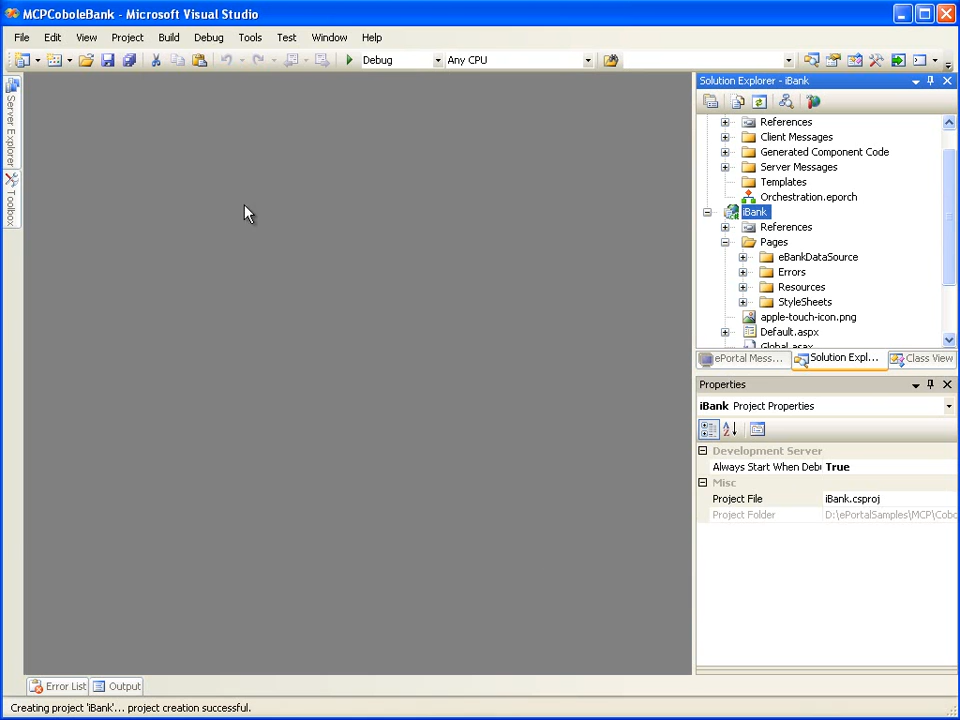 MCPCoboleBank - Microsoft Visual Studio
File Edit View Project Build Debug Tools Test Window Help
Debug Any CPU
Server Explorer
Toolbox
Solution Explorer - iBank
References
Client Messages
Generated Component Code
Server Messages
Templates
Orchestration.eporch
iBank
References
Pages
eBankDataSource
Errors
Resources
StyleSheets
apple-touch-icon.png
Default.aspx
Global.asax
ePortal Mess... Solution Expl... Class View
Properties
iBank Project Properties
Development Server
Always Start When Debu True
Misc
Project File iBank.csproj
Project Folder D:\ePortalSamples\MCP\Cobo
Error List Output
Creating project 'iBank'... project creation successful.